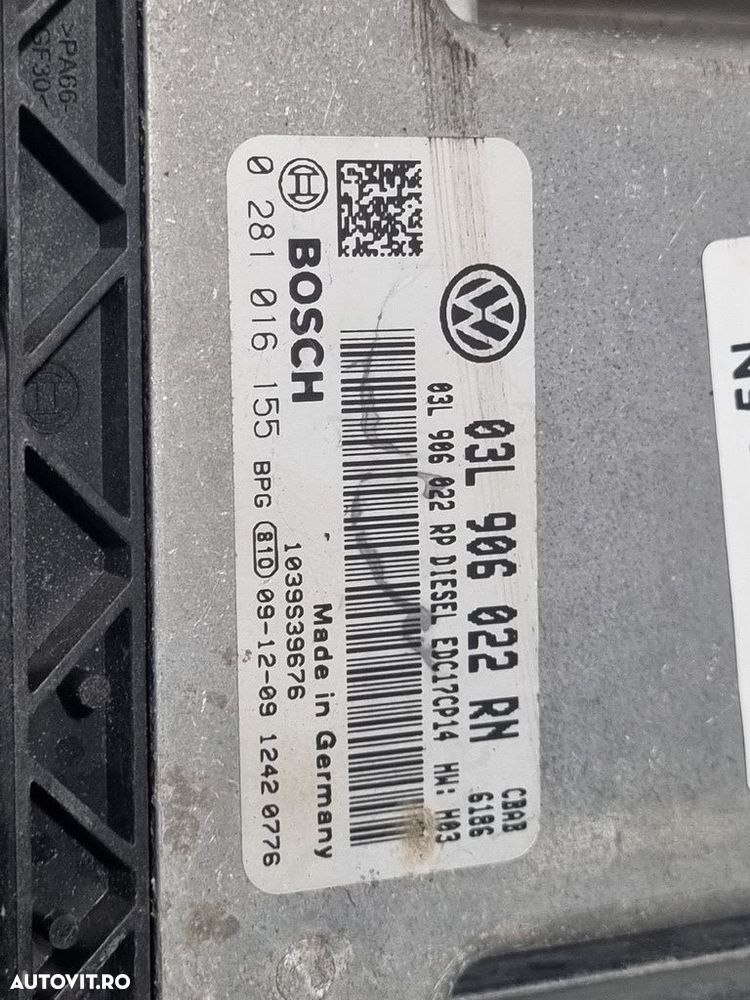 03L 906 022 RN
CBAB
6186
03L 906 022 RP DIESEL EDC17CP14 HW: H03
BOSCH
Made in Germany
1039S39676
0 281 016 155 BPG 81D 09-12-09 1242 0776
>PA66-
GF30<
AUTOVIT.RO